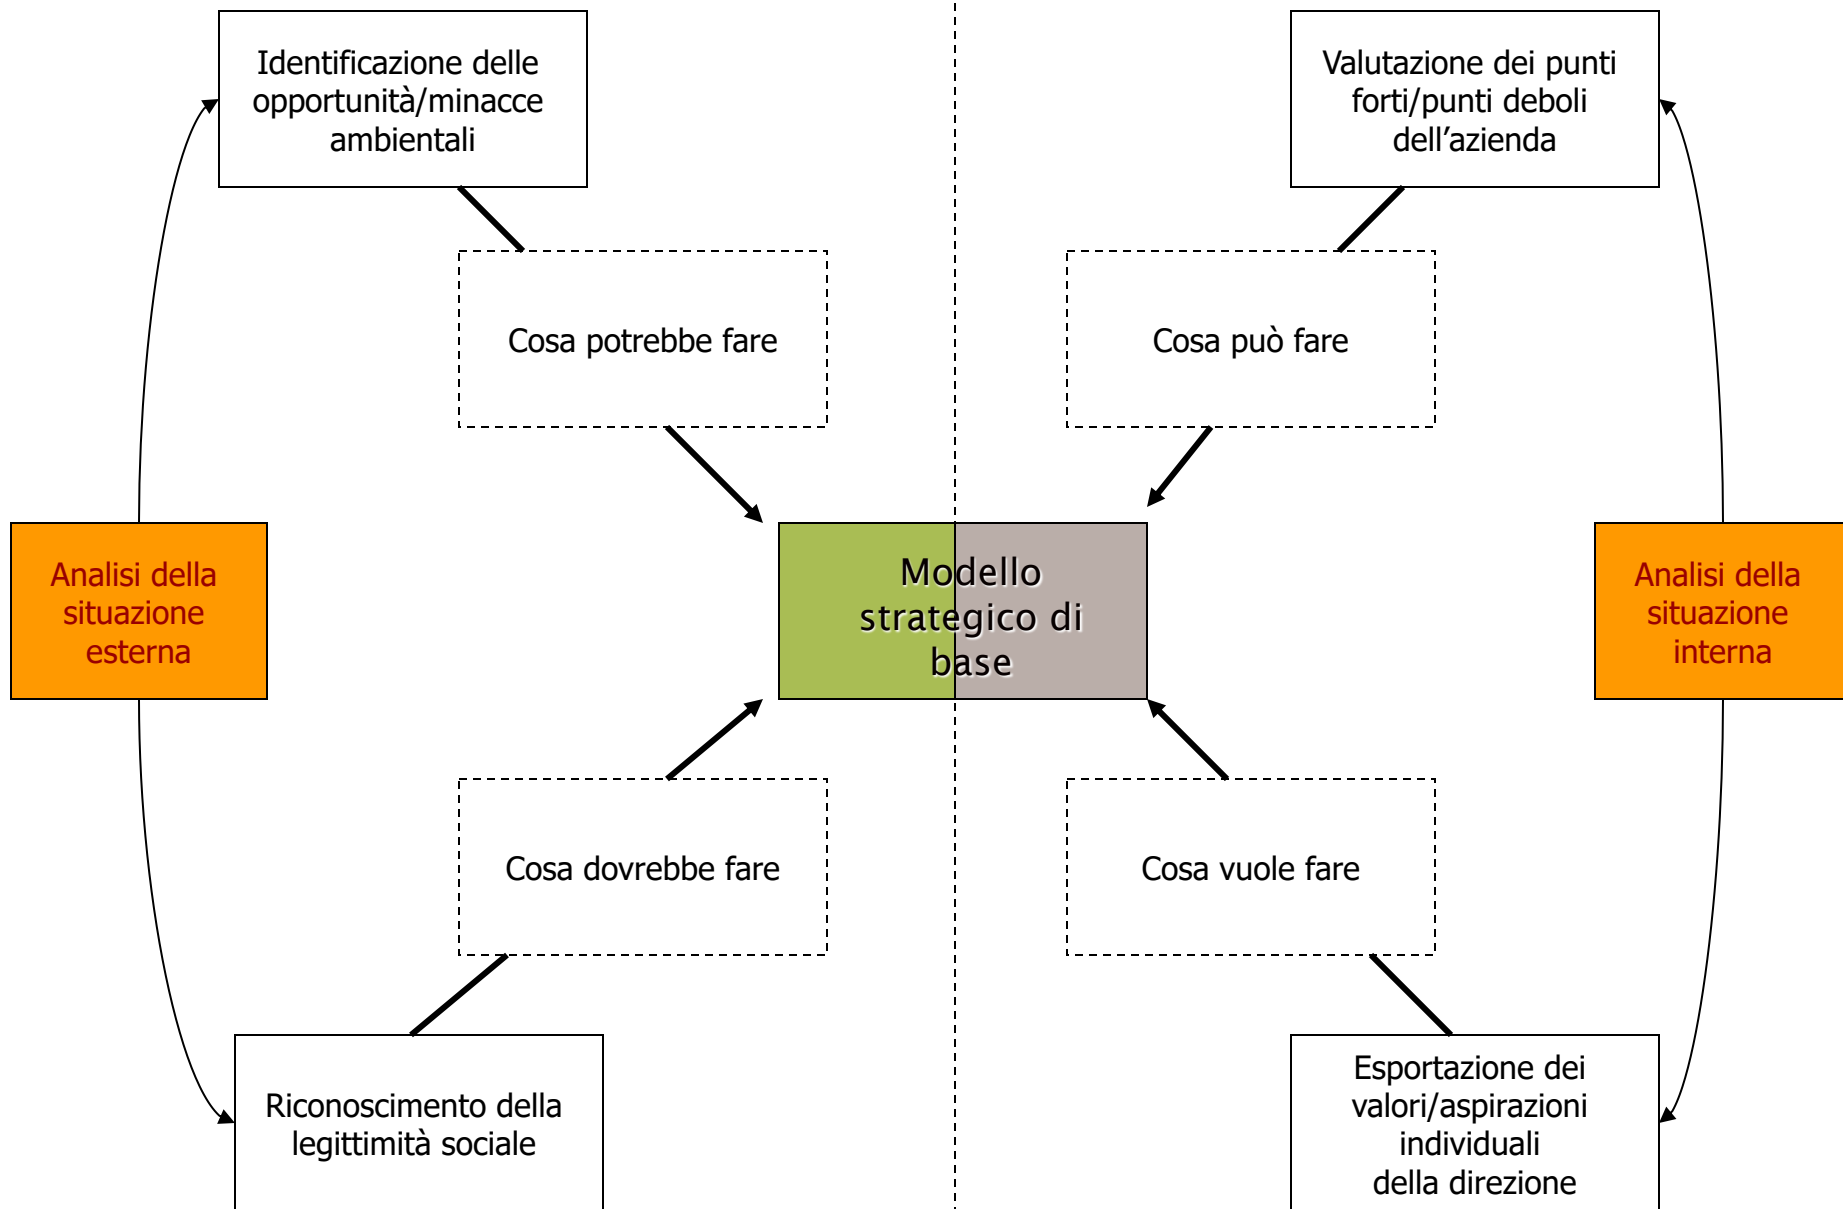 Identificazione delle
opportunità/minacce
ambientali
Valutazione dei punti
forti/punti deboli
dell’azienda
Cosa potrebbe fare
Cosa può fare
Analisi della
situazione
esterna
Modello
strategico di
base
Analisi della
situazione
interna
Cosa dovrebbe fare
Cosa vuole fare
Riconoscimento della
legittimità sociale
Esportazione dei
valori/aspirazioni
individuali
della direzione